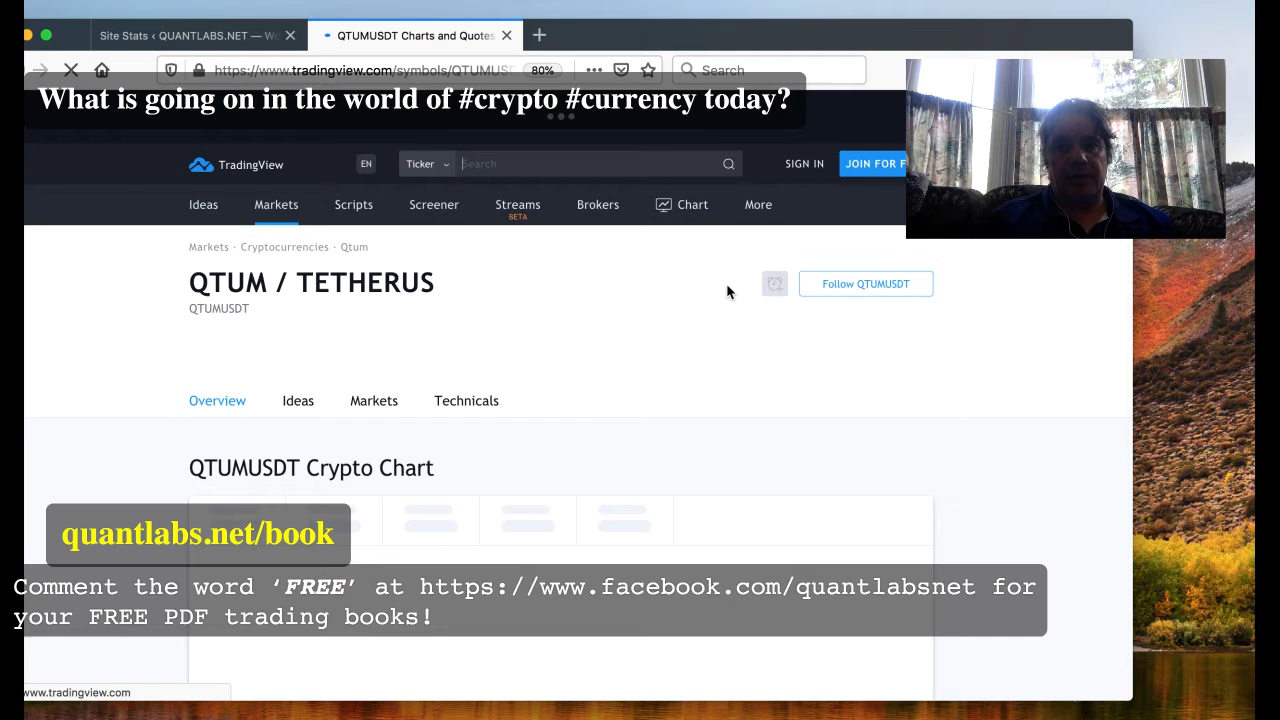 Site Stats ‹ QUANTLABS.NET — Wo
QTUMUSDT Charts and Quotes
https://www.tradingview.com/symbols/QTUMUSD
80%
Search
What is going on in the world of #crypto #currency today?
TradingView
EN
Ticker
Search
SIGN IN
JOIN FOR F
Ideas
Markets
Scripts
Screener
Streams
BETA
Brokers
Chart
More
Markets · Cryptocurrencies · Qtum
QTUM / TETHERUS
Follow QTUMUSDT
QTUMUSDT
Overview
Ideas
Markets
Technicals
QTUMUSDT Crypto Chart
quantlabs.net/book
Comment the word ‘FREE’ at https://www.facebook.com/quantlabsnet for
your FREE PDF trading books!
www.tradingview.com